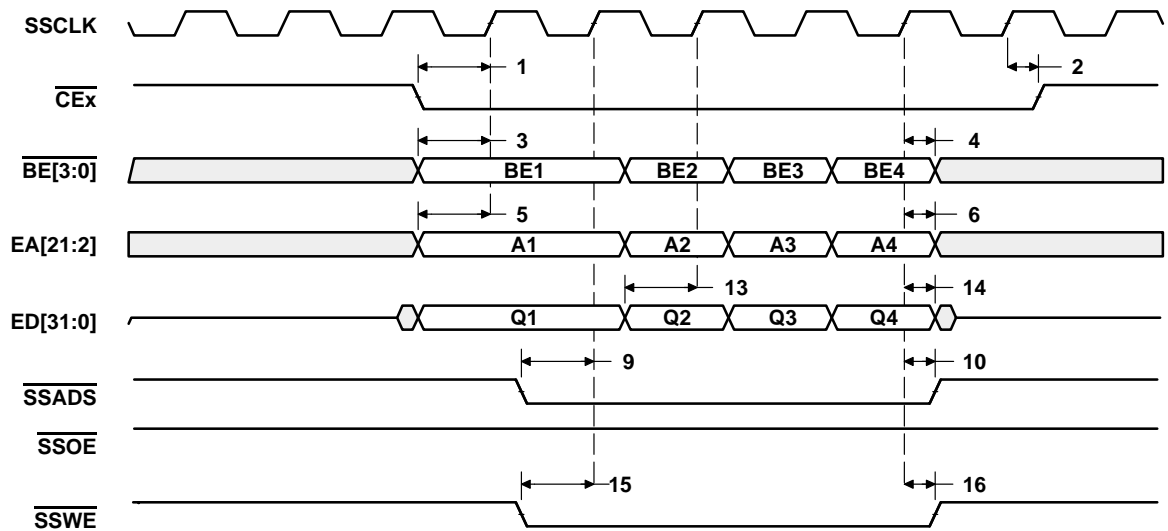 SSCLK
1 2
CEx
3 4
BE[3:0] BE1 BE2 BE3 BE4
5 6
EA[21:2] A1 A2 A3 A4
13 14
ED[31:0] Q1 Q2 Q3 Q4
9 10
SSADS
SSOE
15 16
SSWE